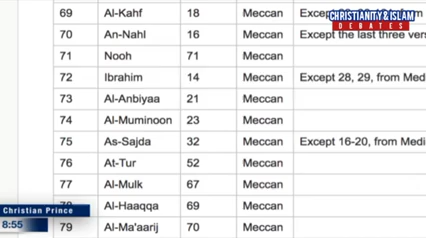 69 Al-Kahf 18 Meccan Except
CHRISTIANITY & ISLAM
DEBATES
70 An-Nahl 16 Meccan Except the last three vers
71 Nooh 71 Meccan
72 Ibrahim 14 Meccan Except 28, 29, from Medi
73 Al-Anbiyaa 21 Meccan
74 Al-Muminoon 23 Meccan
75 As-Sajda 32 Meccan Except 16-20, from Medi
76 At-Tur 52 Meccan
77 Al-Mulk 67 Meccan
Christian Prince
Al-Haaqqa 69 Meccan
8:55
79 Al-Ma'aarij 70 Meccan